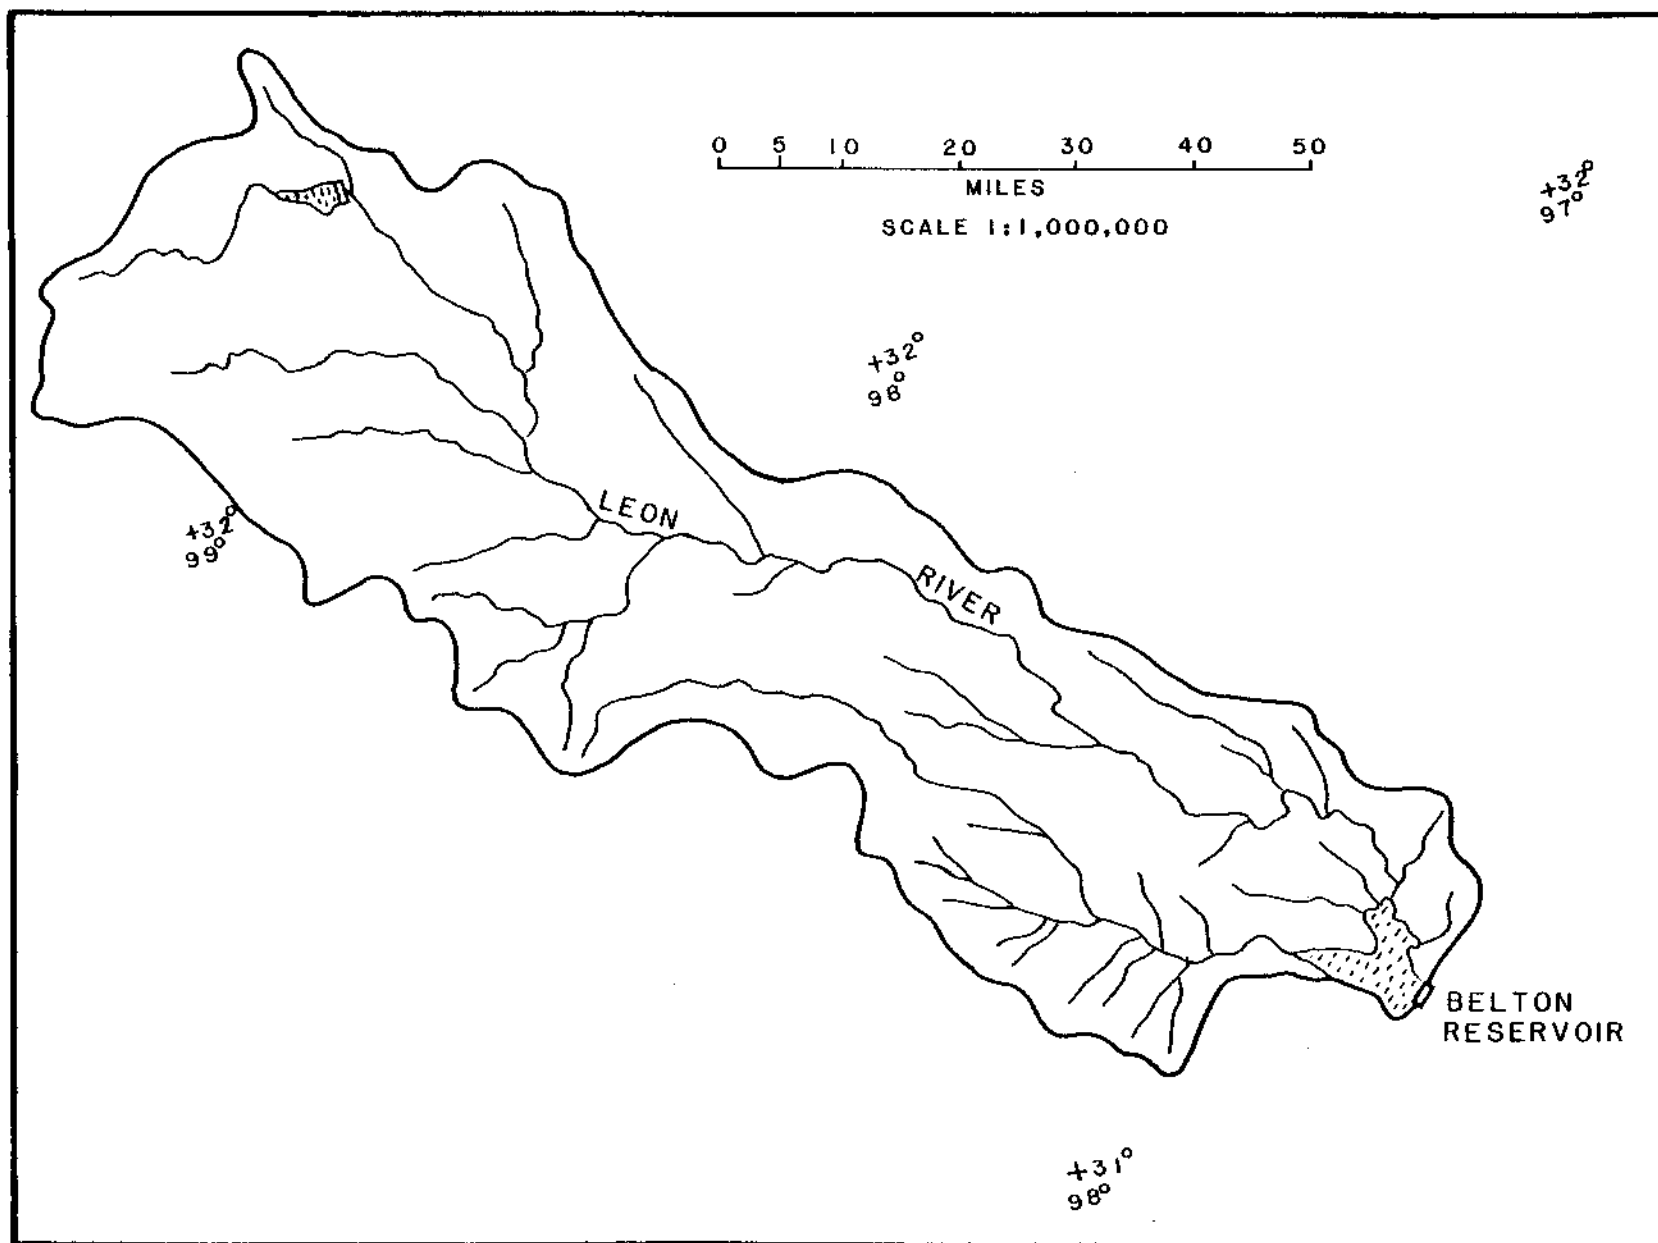 0 5 10 20 30 40 50
MILES
SCALE 1:1,000,000
+32°
97°
+32°
98°
+32°
99°
LEON
RIVER
BELTON
RESERVOIR
+31°
98°